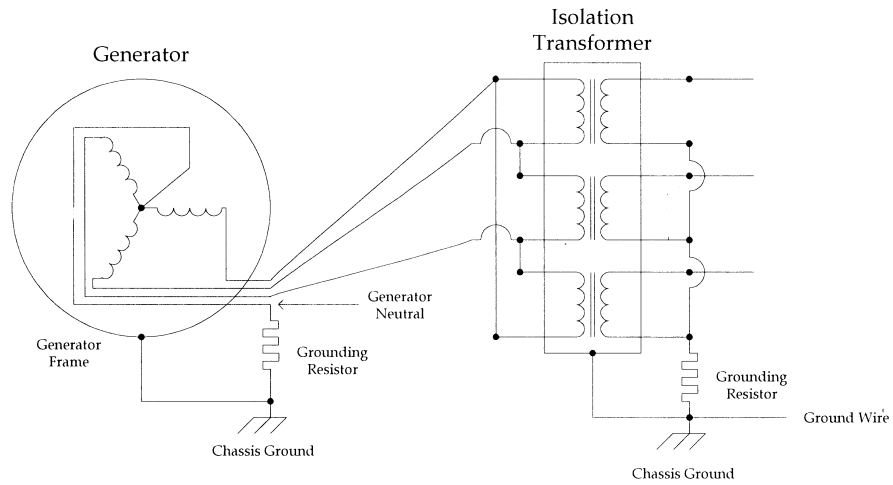 Isolation
Transformer
Generator
Generator
Neutral
Generator
Frame
Grounding
Resistor
Grounding
Resistor
Ground Wire
Chassis Ground
Chassis Ground